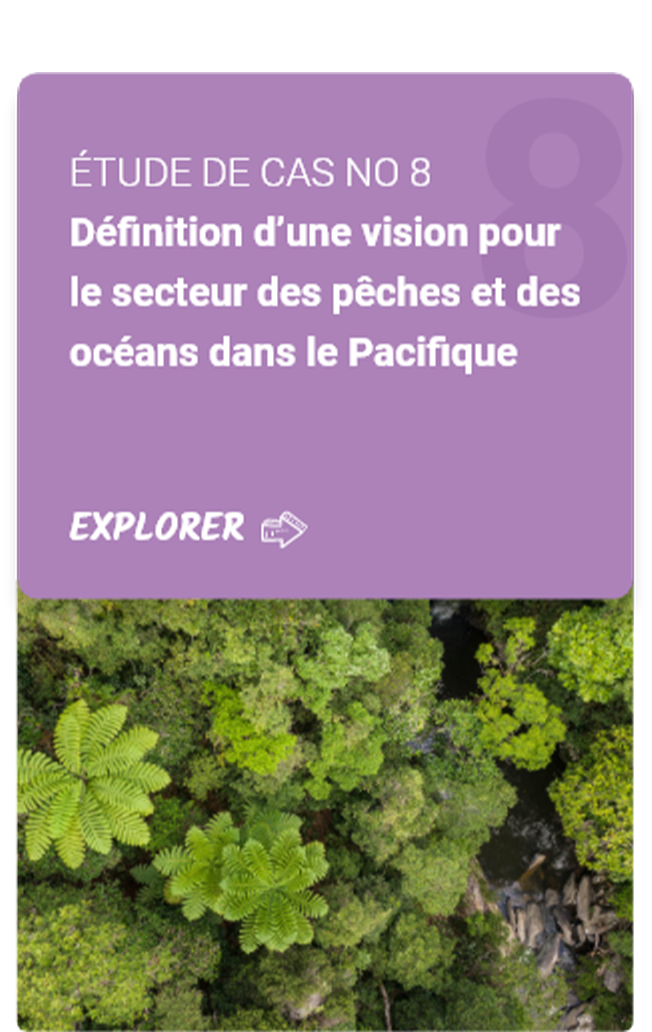 8
ÉTUDE DE CAS NO 8
Définition d’une vision pour
le secteur des pêches et des
océans dans le Pacifique
EXPLORER